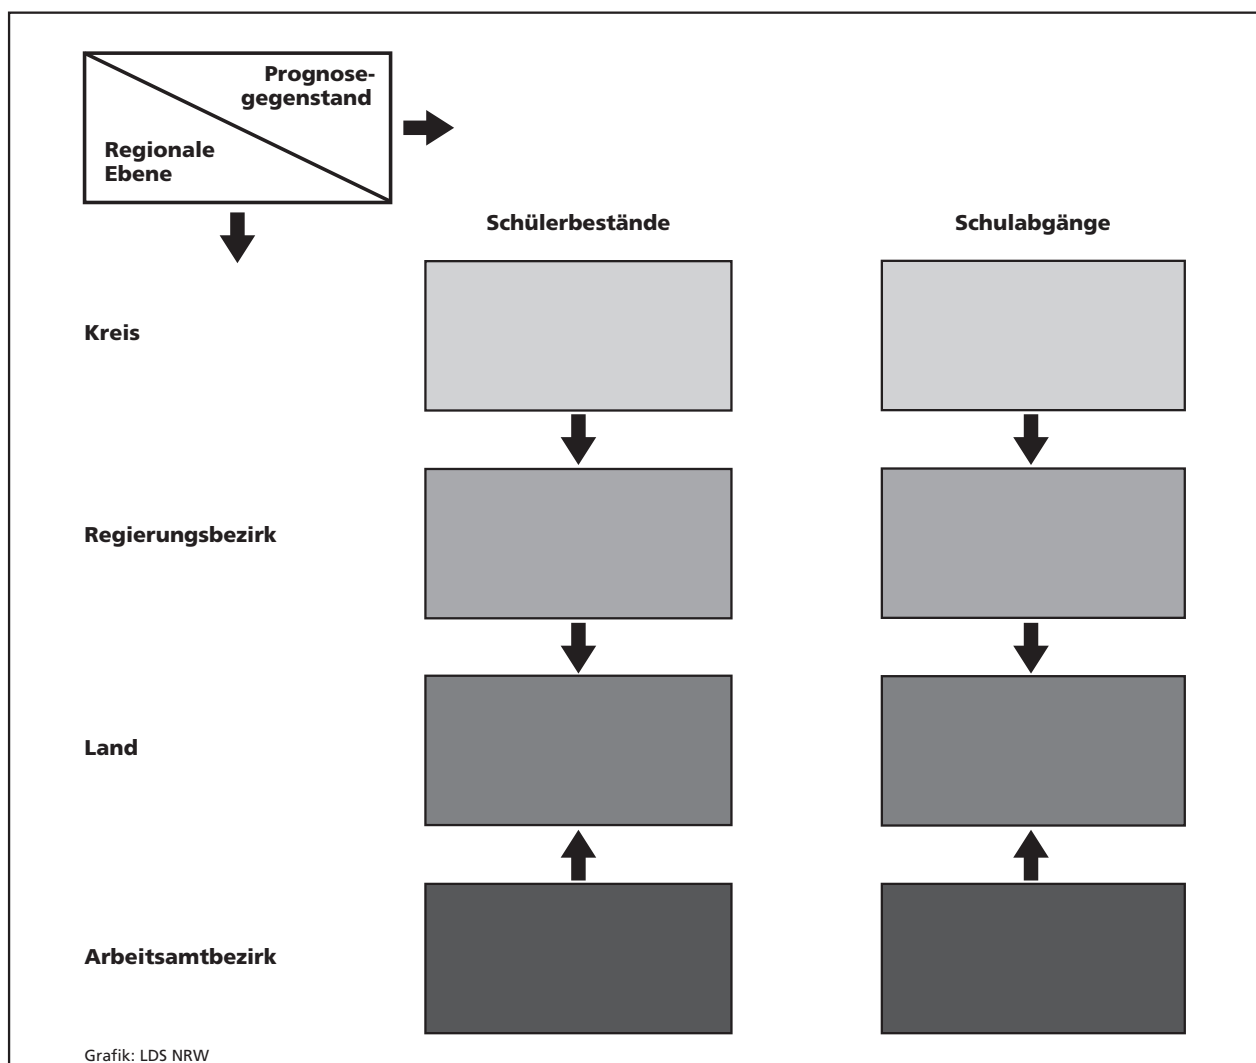 Prognose-
gegenstand
Regionale
Ebene
Schülerbestände
Schulabgänge
Kreis
Regierungsbezirk
Land
Arbeitsamtbezirk
Grafik: LDS NRW